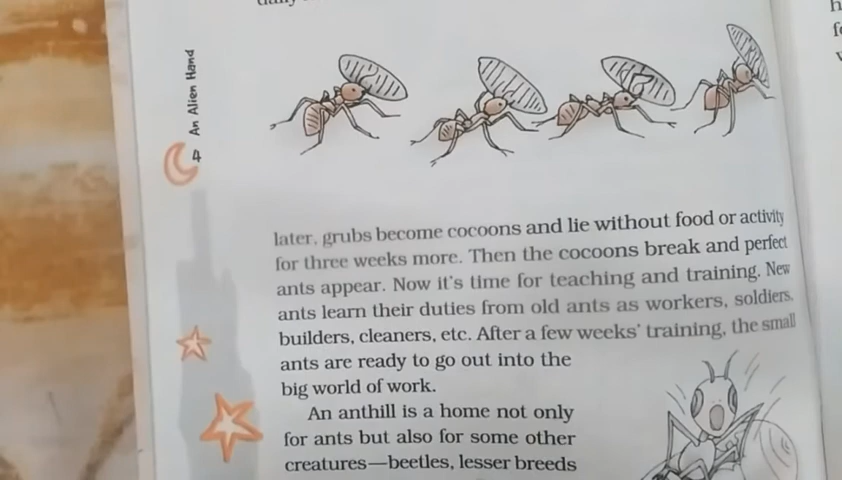 4 An Alien Hand
later, grubs become cocoons and lie without food or activity
for three weeks more. Then the cocoons break and perfect
ants appear. Now it's time for teaching and training. New
ants learn their duties from old ants as workers, soldiers,
builders, cleaners, etc. After a few weeks' training, the small
ants are ready to go out into the
big world of work.
An anthill is a home not only
for ants but also for some other
creatures—beetles, lesser breeds